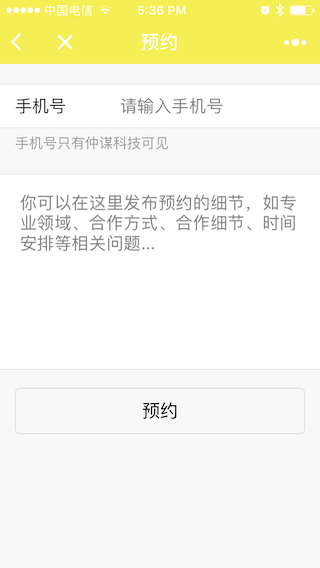 中国电信 5:36 PM
预约
手机号 请输入手机号
手机号只有仲谋科技可见
你可以在这里发布预约的细节，如专
业领域、合作方式、合作细节、时间
安排等相关问题...
预约